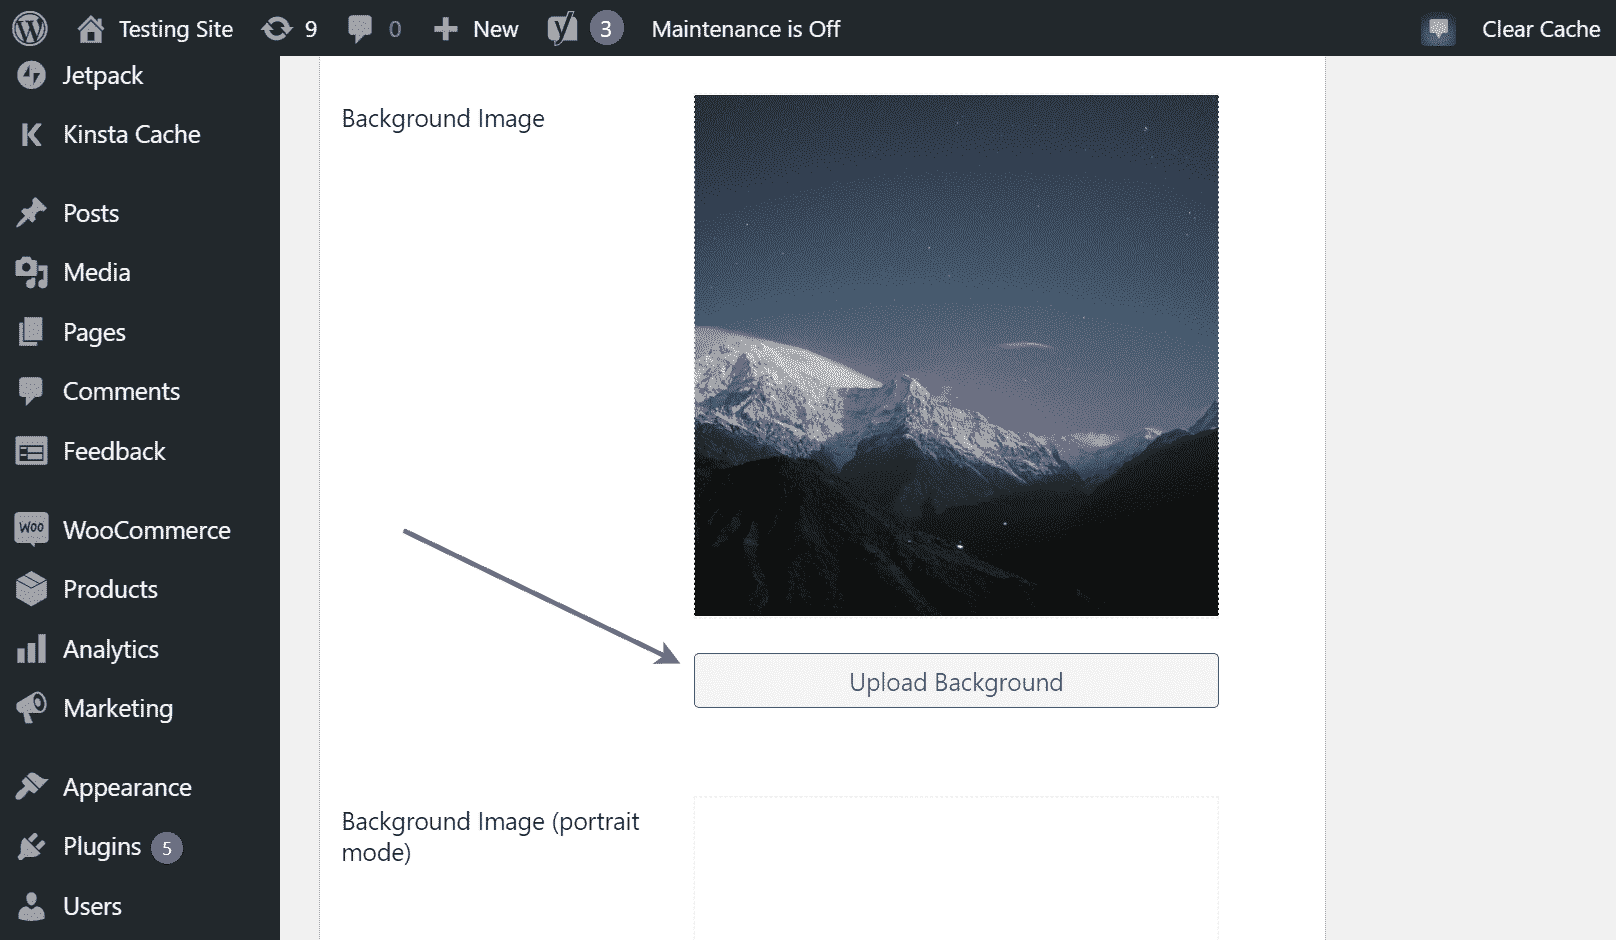 Testing Site 9 0 New 3 Maintenance is Off Clear Cache
Jetpack
Kinsta Cache
Posts
Media
Pages
Comments
Feedback
WOO WooCommerce
Products
Analytics
Marketing
Appearance
Plugins 5
Users
Background Image
Upload Background
Background Image (portrait
mode)